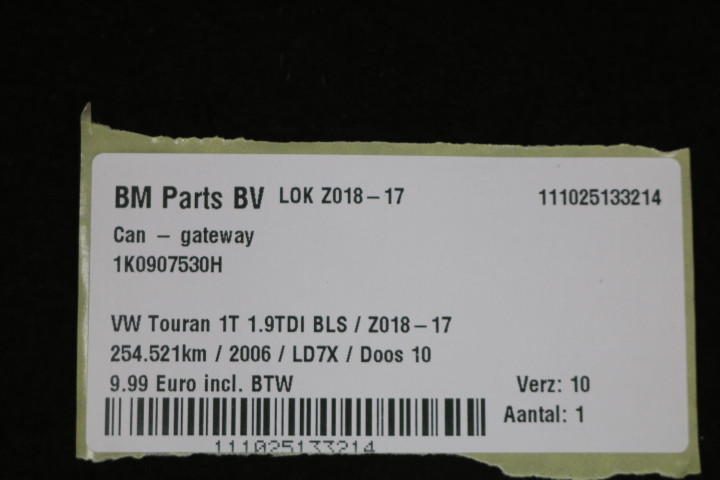 BM Parts BV LOK Z018-17 111025133214
Can - gateway
1K0907530H
VW Touran 1T 1.9TDI BLS / Z018-17
254.521km / 2006 / LD7X / Doos 10
9.99 Euro incl. BTW Verz: 10
Aantal: 1
111025133214